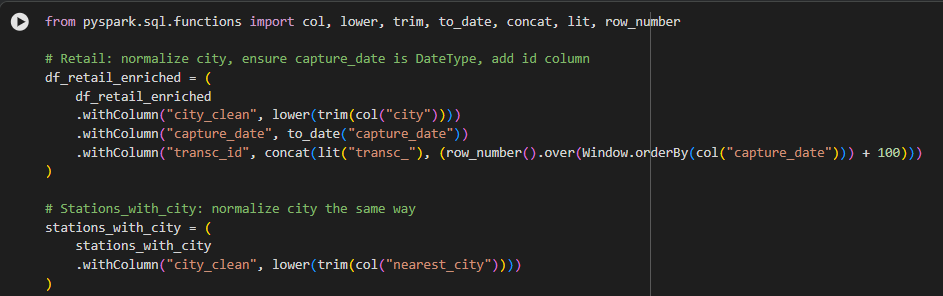 from pyspark.sql.functions import col, lower, trim, to_date, concat, lit, row_number

# Retail: normalize city, ensure capture_date is DateType, add id column
df_retail_enriched = (
    df_retail_enriched
    .withColumn("city_clean", lower(trim(col("city"))))
    .withColumn("capture_date", to_date("capture_date"))
    .withColumn("transc_id", concat(lit("transc_"), (row_number().over(Window.orderBy(col("capture_date"))) + 100)))
)

# Stations_with_city: normalize city the same way
stations_with_city = (
    stations_with_city
    .withColumn("city_clean", lower(trim(col("nearest_city"))))
)